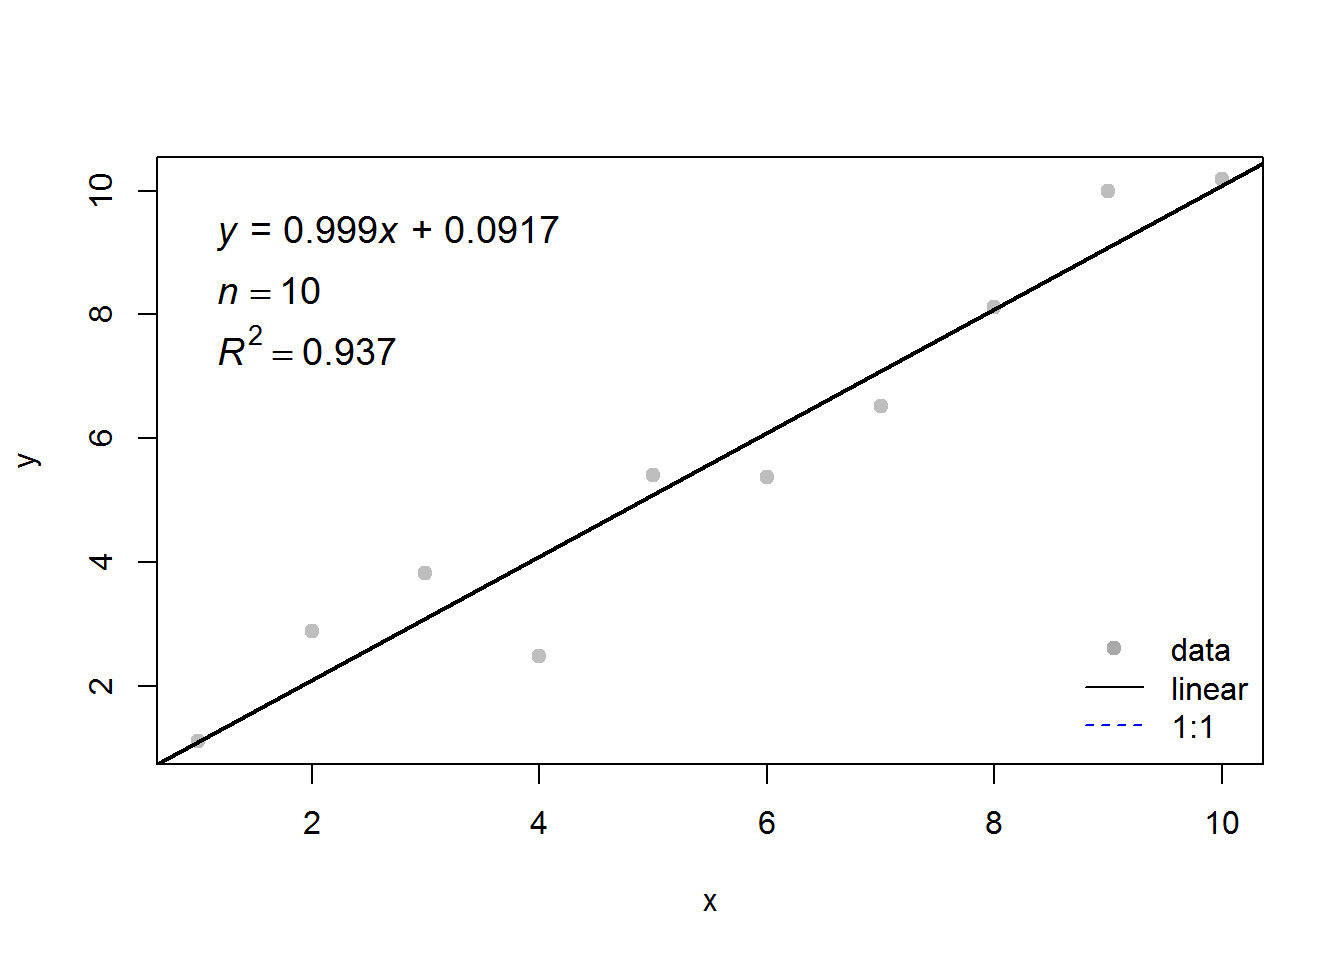 y = 0.999x + 0.0917
n = 10
R² = 0.937
10
8
6
4
2
y
data
linear
1:1
2 4 6 8 10
x